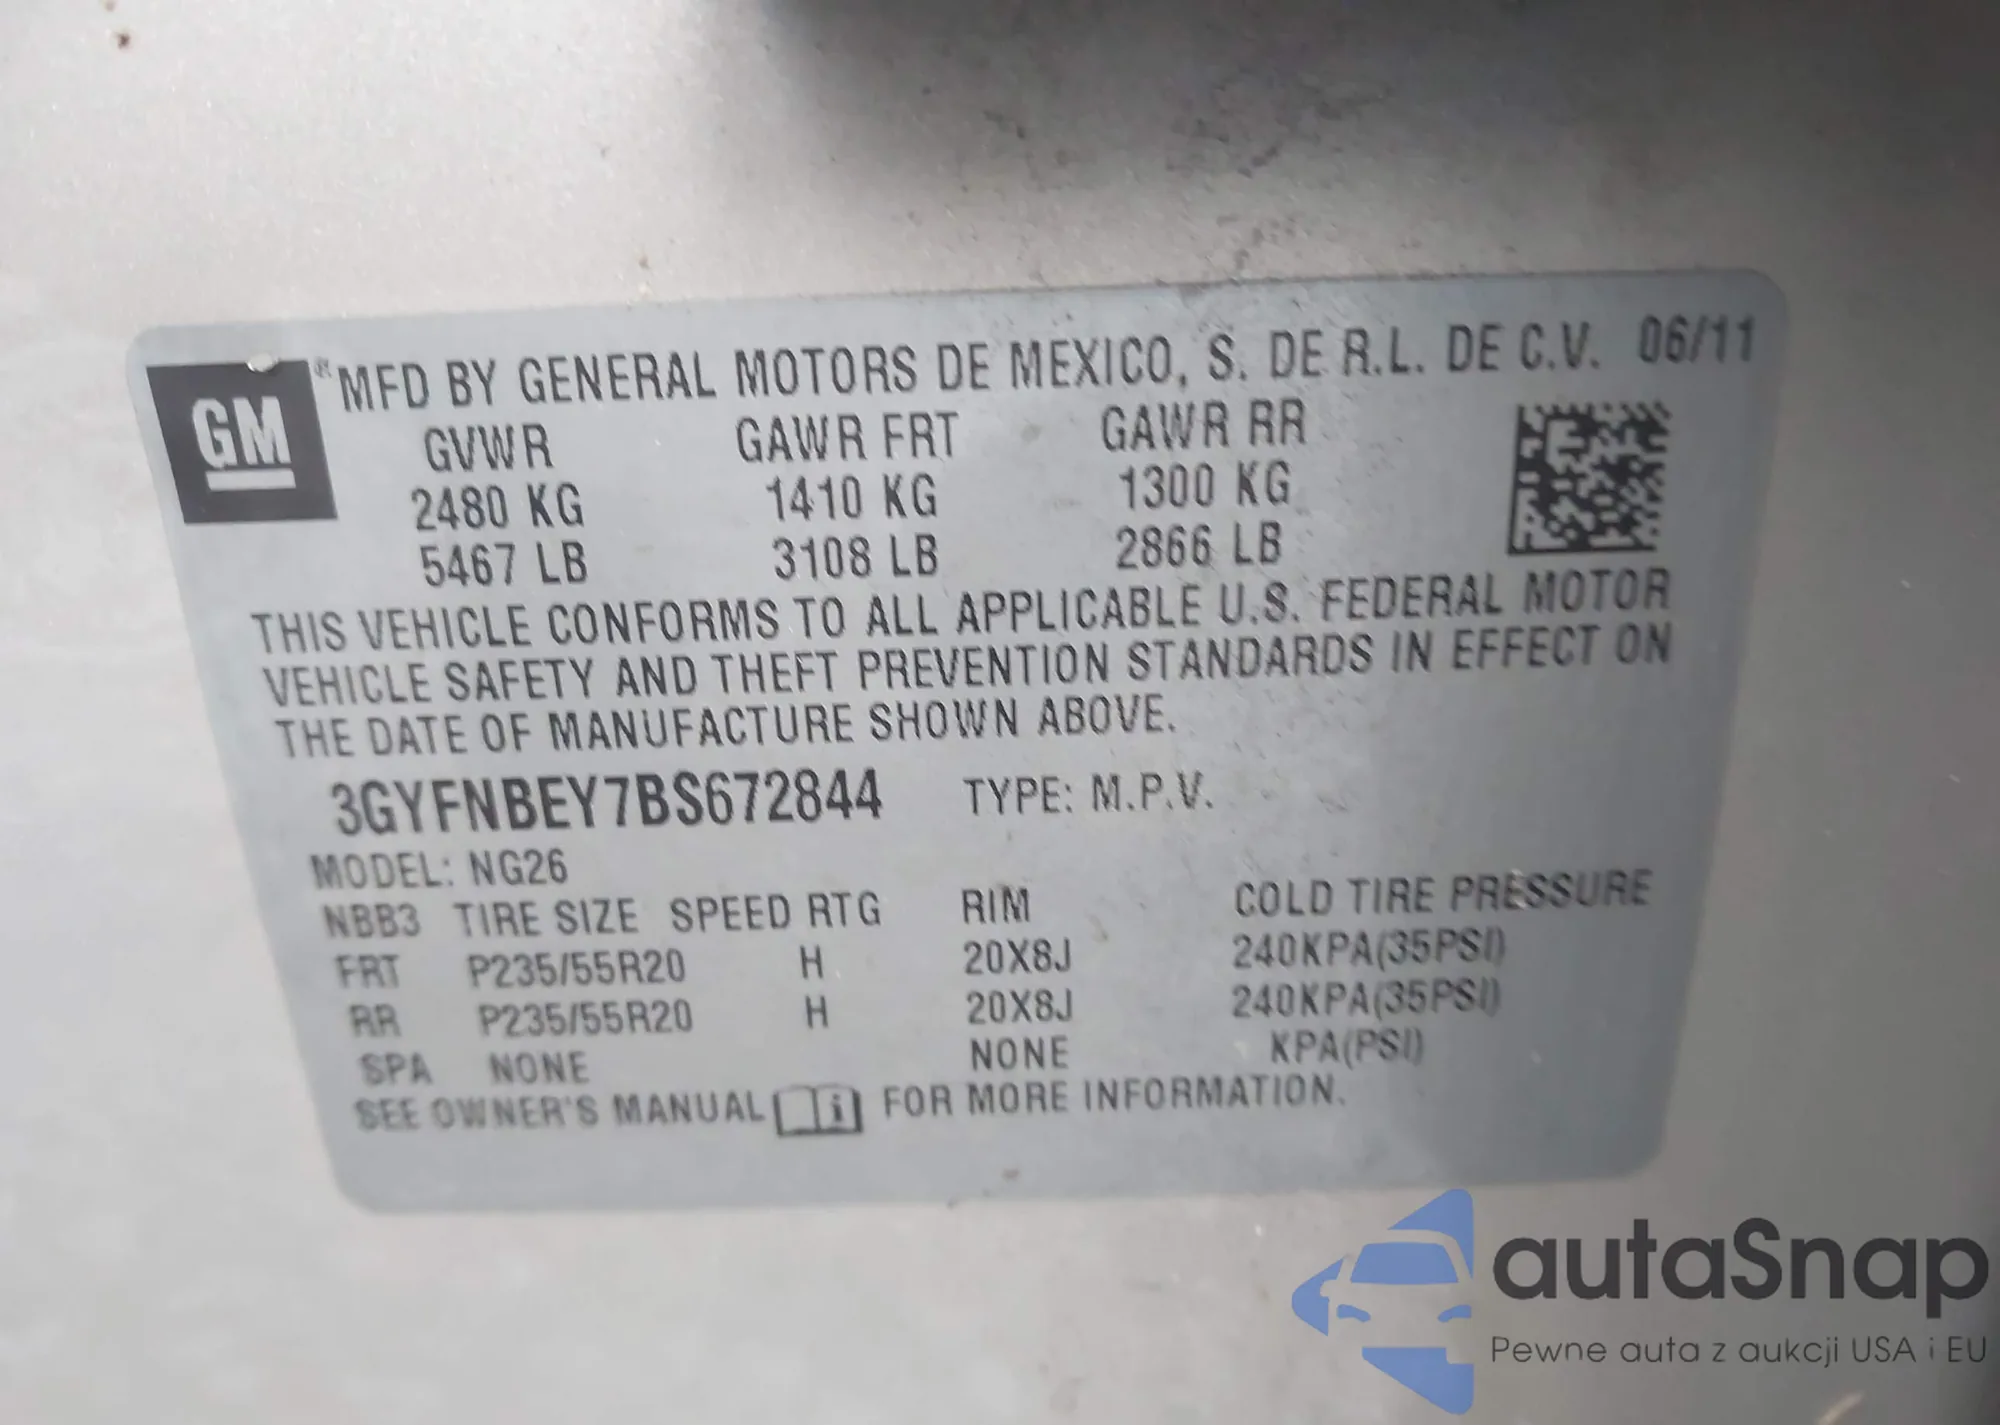 GM ® MFD BY GENERAL MOTORS DE MEXICO, S. DE R.L. DE C.V. 06/11
GVWR GAWR FRT GAWR RR
2480 KG 1410 KG 1300 KG
5467 LB 3108 LB 2866 LB
THIS VEHICLE CONFORMS TO ALL APPLICABLE U.S. FEDERAL MOTOR
VEHICLE SAFETY AND THEFT PREVENTION STANDARDS IN EFFECT ON
THE DATE OF MANUFACTURE SHOWN ABOVE.
3GYFNBEY7BS672844 TYPE: M.P.V.
MODEL: NG26
NBB3 TIRE SIZE SPEED RTG RIM COLD TIRE PRESSURE
FRT P235/55R20 H 20X8J 240KPA(35PSI)
RR P235/55R20 H 20X8J 240KPA(35PSI)
SPA NONE NONE KPA(PSI)
SEE OWNER'S MANUAL i FOR MORE INFORMATION.
autaSnap
Pewne auta z aukcji USA i EU